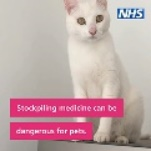 NHS
Stockpiling medicine can be
dangerous for pets.